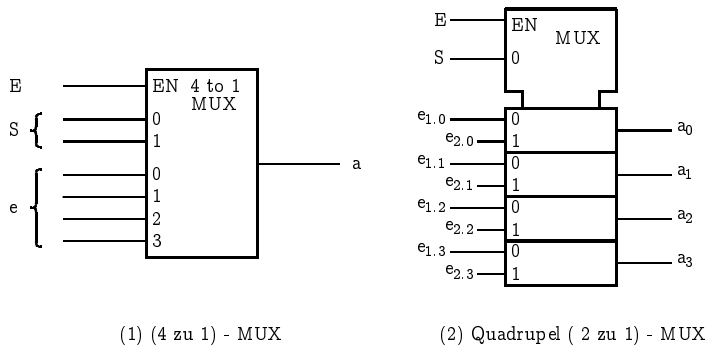 E
EN 4 to 1
MUX
S
0
1
e
0
1
2
3
a
(1) (4 zu 1) - MUX
E
EN
MUX
S
0
e1.0
0
e2.0
1
a0
e1.1
0
e2.1
1
a1
e1.2
0
e2.2
1
a2
e1.3
0
e2.3
1
a3
(2) Quadrupel ( 2 zu 1) - MUX